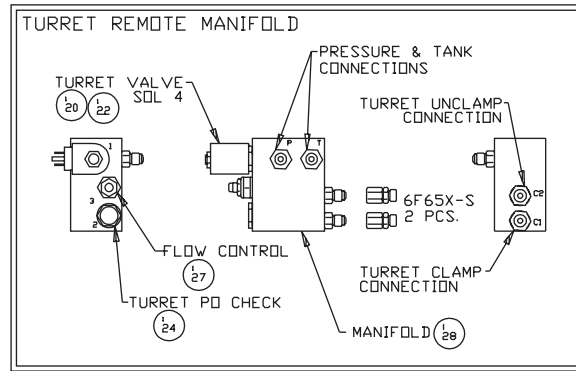 TURRET REMOTE MANIFOLD
PRESSURE & TANK
CONNECTIONS
TURRET VALVE
SOL 4
1
20
1
22
TURRET UNCLAMP
CONNECTION
P
T
1
3
2
C2
C1
6F65X-S
2 PCS.
FLOW CONTROL
1
27
TURRET CLAMP
CONNECTION
TURRET PO CHECK
1
24
MANIFOLD
1
28